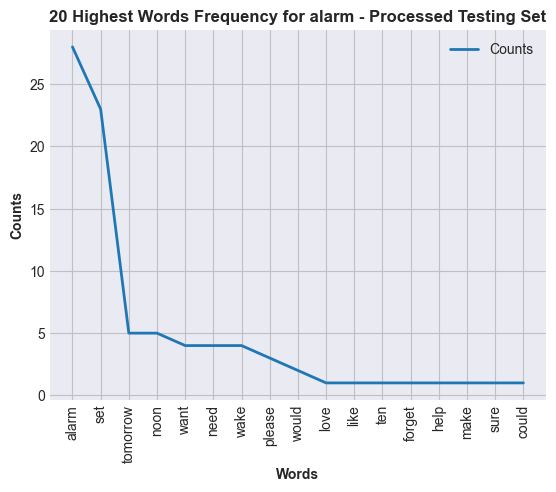 20 Highest Words Frequency for alarm - Processed Testing Set
Counts
Counts
25
20
15
10
5
0
alarm
set
tomorrow
noon
want
need
wake
please
would
love
like
ten
forget
help
make
sure
could
Words